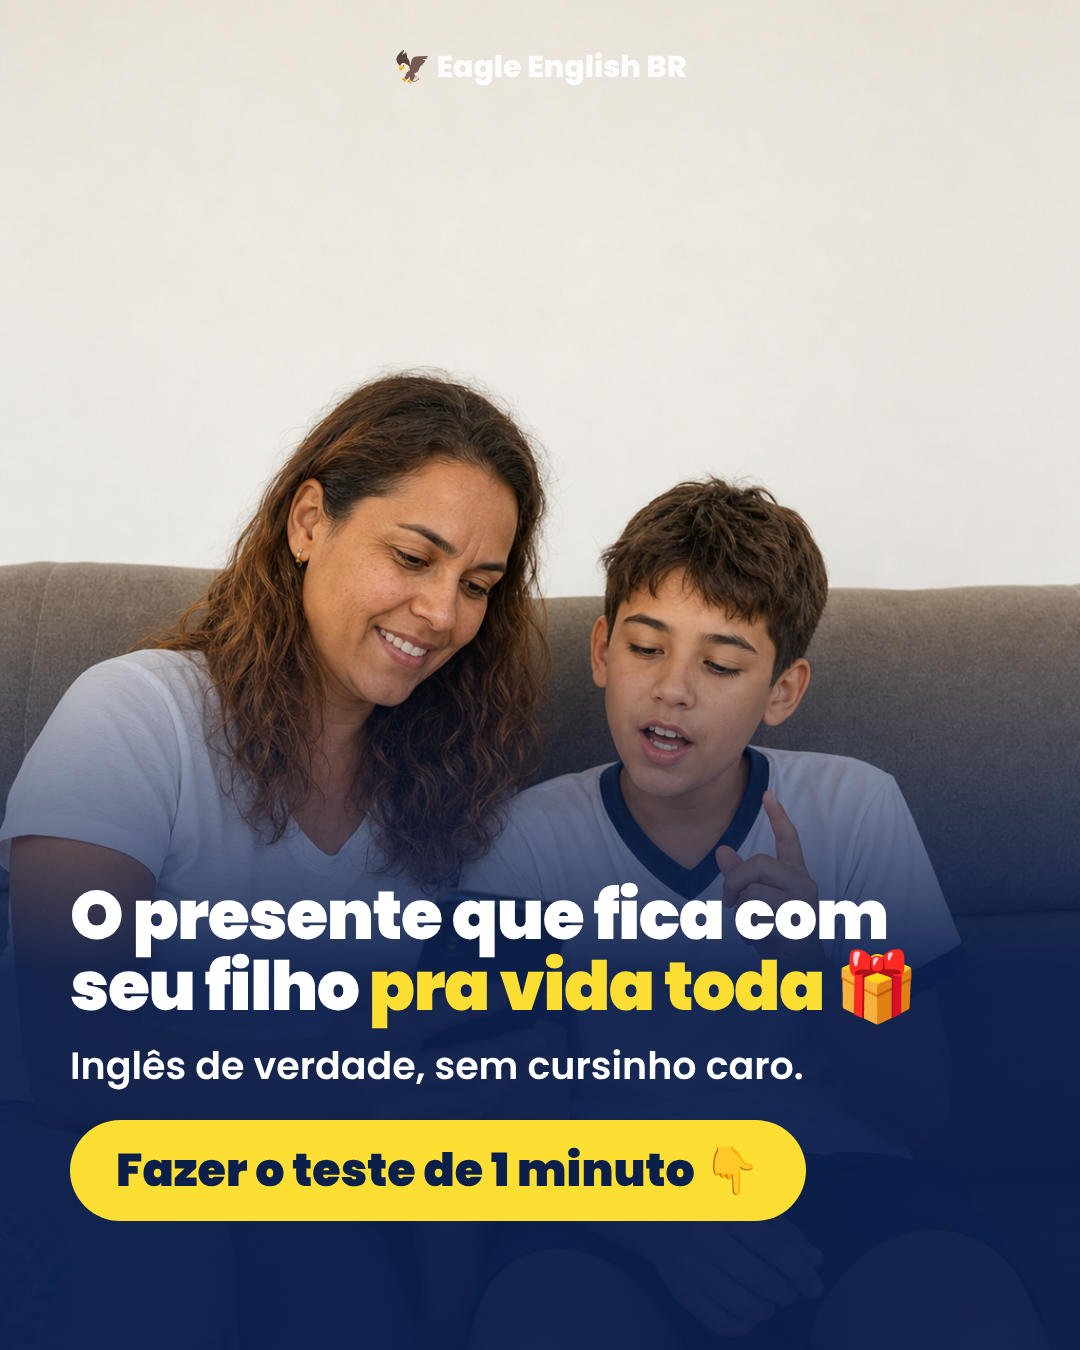 🦅 Eagle English BR
O presente que fica com
seu filho pra vida toda 🎁
Inglês de verdade, sem cursinho caro.
Fazer o teste de 1 minuto 👇